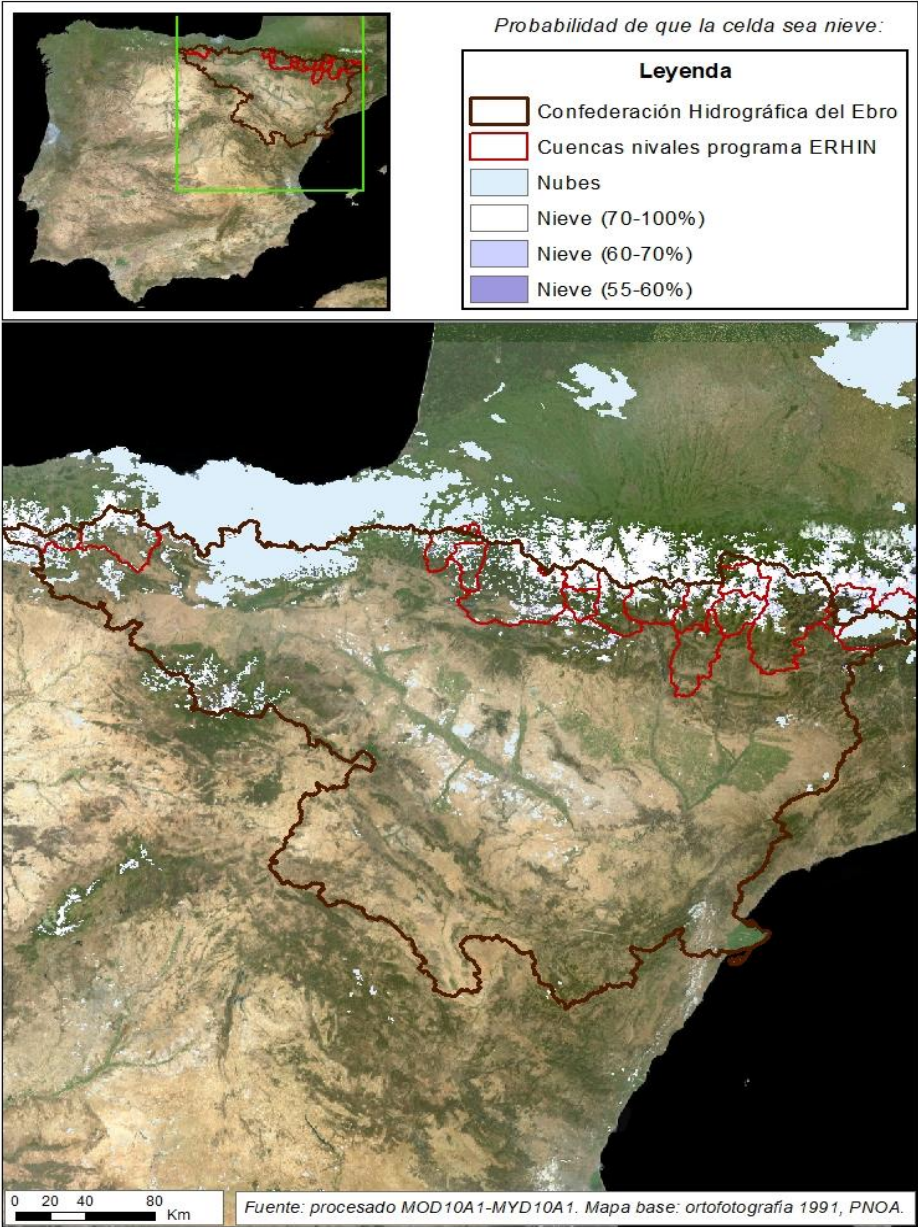 Probabilidad de que la celda sea nieve:
Leyenda
Confederación Hidrográfica del Ebro
Cuencas nivales programa ERHIN
Nubes
Nieve (70-100%)
Nieve (60-70%)
Nieve (55-60%)
0 20 40 80
Km
Fuente: procesado MOD10A1-MYD10A1. Mapa base: ortofotografía 1991, PNOA.